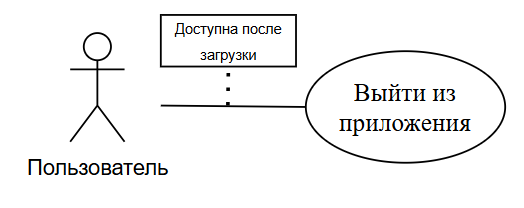 Доступна после
загрузки
Выйти из
приложения
Пользователь